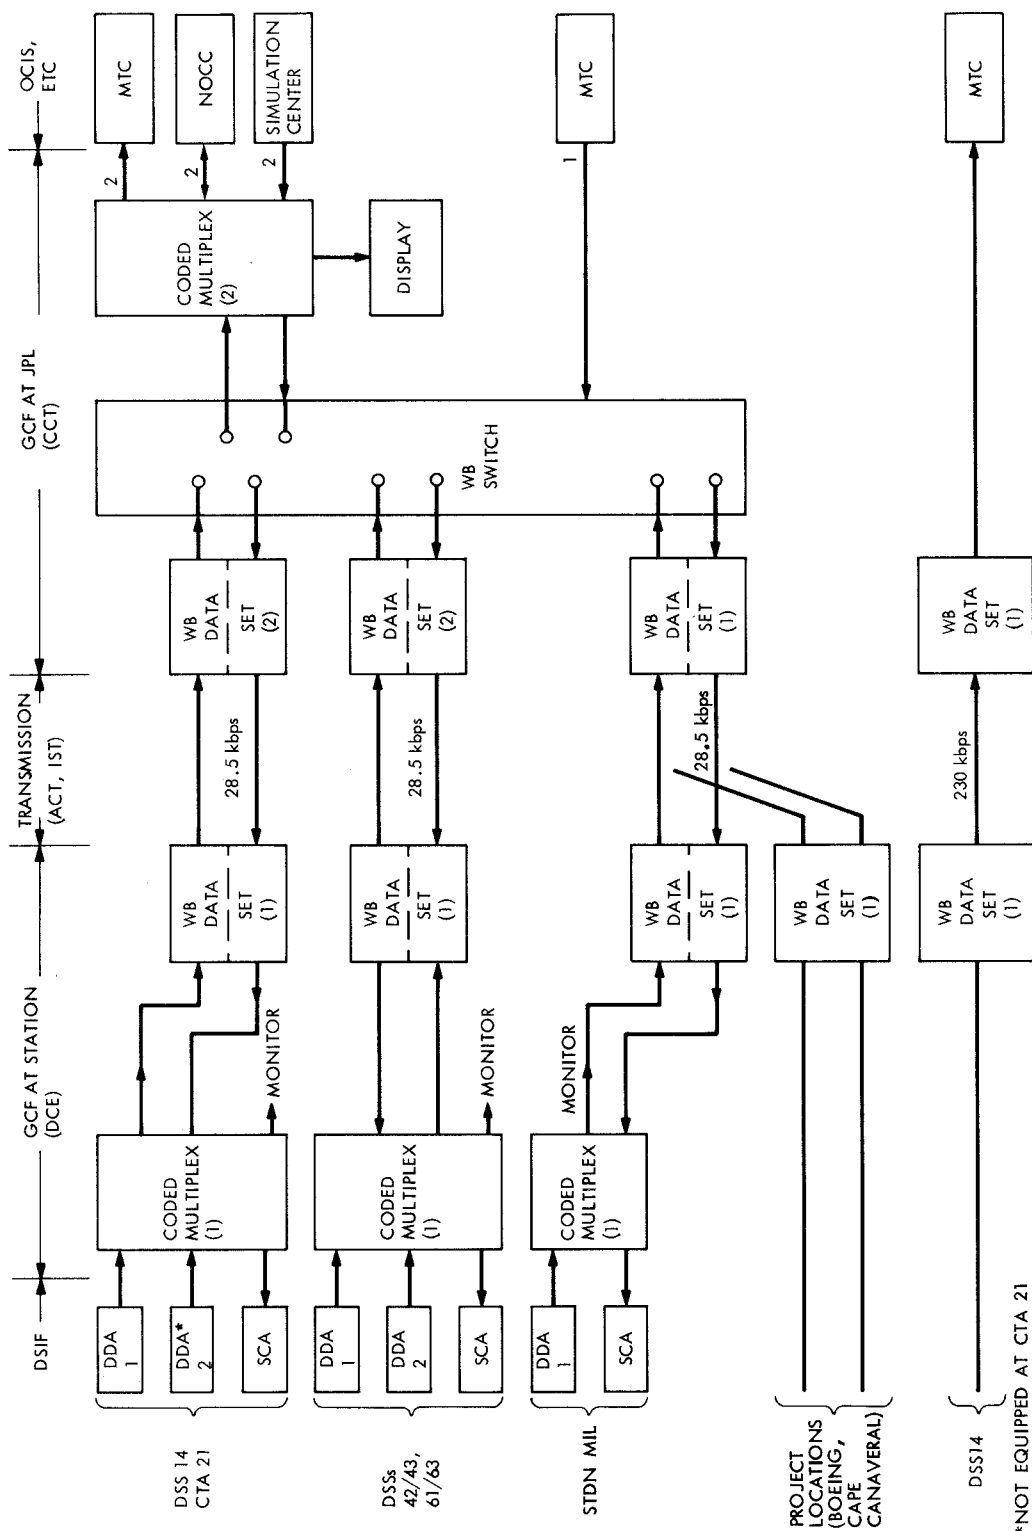 DSIF
GCF AT STATION
(DCE)
TRANSMISSION
(ACT, IST)
GCF AT JPL
(CCT)
OCIS,
ETC
DSS 14
CTA 21
DDA
1
DDA*
2
SCA
CODED
MULTIPLEX
(1)
MONITOR
WB
DATA
SET
(1)
28.5 kbps
WB
DATA
SET
(2)
WB
SWITCH
CODED
MULTIPLEX
(2)
DISPLAY
2
MTC
2
NOCC
2
SIMULATION
CENTER
DSSs
42/43,
61/63
DDA
1
DDA
2
SCA
CODED
MULTIPLEX
(1)
MONITOR
WB
DATA
SET
(1)
28.5 kbps
WB
DATA
SET
(2)
STDN MIL
DDA
1
SCA
CODED
MULTIPLEX
(1)
MONITOR
WB
DATA
SET
(1)
28.5 kbps
WB
DATA
SET
(1)
1
MTC
PROJECT
LOCATIONS
(BOEING,
CAPE
CANAVERAL)
WB
DATA
SET
(1)
DSS14
WB
DATA
SET
(1)
230 kbps
WB
DATA
SET
(1)
MTC
*NOT EQUIPPED AT CTA 21